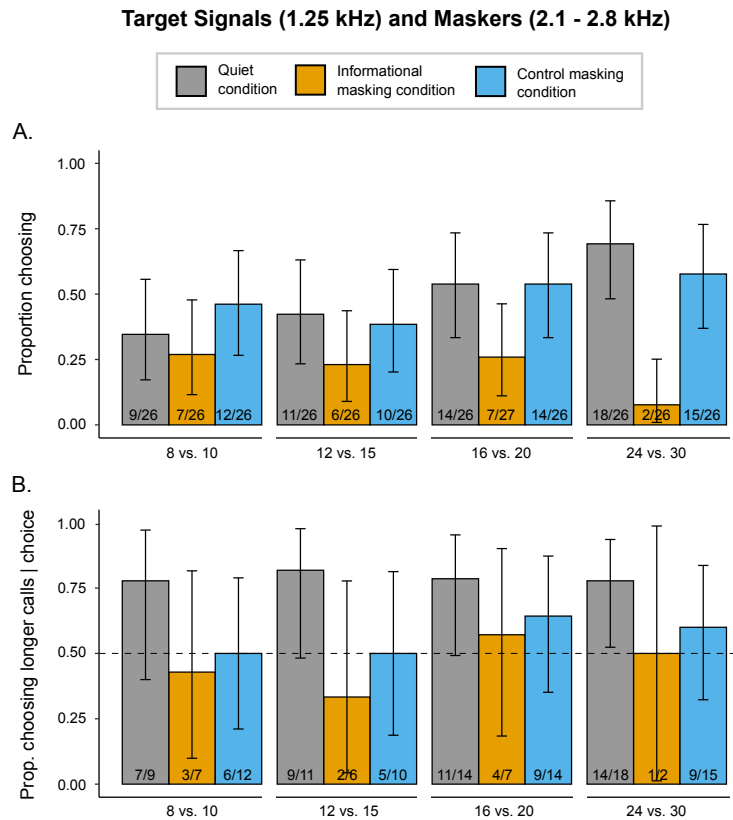 Target Signals (1.25 kHz) and Maskers (2.1 - 2.8 kHz)
Quiet
condition
Informational
masking condition
Control masking
condition
A.
Proportion choosing
1.00
0.75
0.50
0.25
0.00
9/26 7/26 12/26 11/26 6/26 10/26 14/26 7/27 14/26 18/26 2/26 15/26
8 vs. 10 12 vs. 15 16 vs. 20 24 vs. 30
B.
Prop. choosing longer calls | choice
1.00
0.75
0.50
0.25
0.00
7/9 3/7 6/12 9/11 2/6 5/10 11/14 4/7 9/14 14/18 1/2 9/15
8 vs. 10 12 vs. 15 16 vs. 20 24 vs. 30